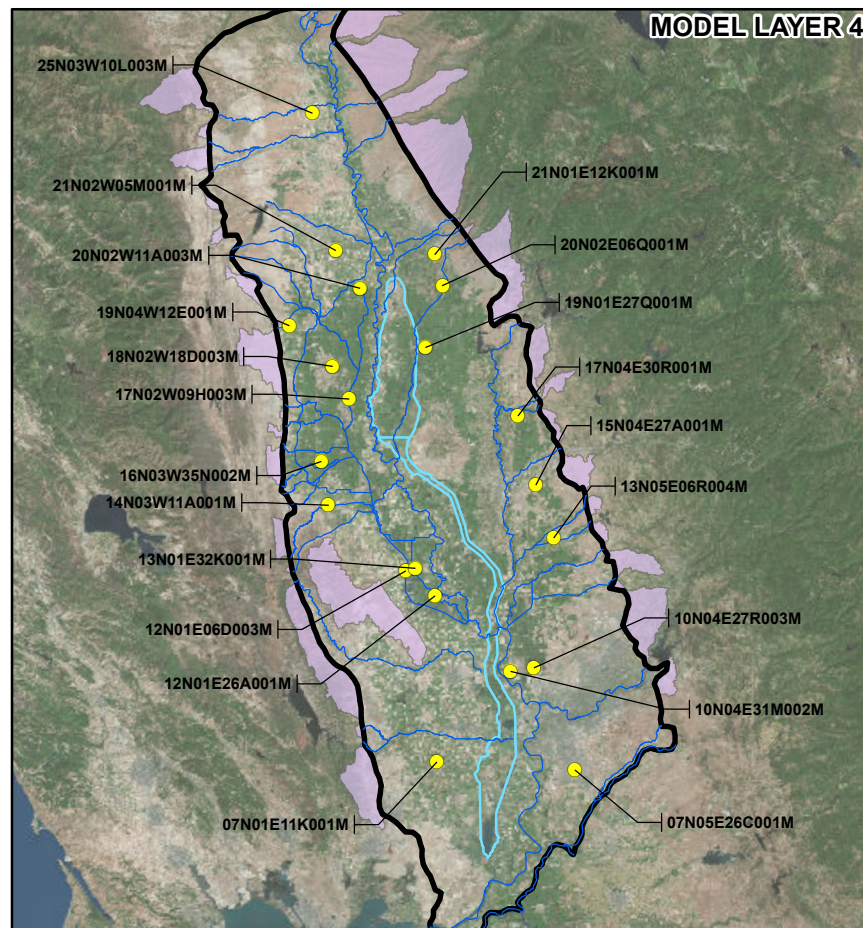 MODEL LAYER 4
25N03W10L003M
21N02W05M001M
21N01E12K001M
20N02W11A003M
20N02E06Q001M
19N04W12E001M
19N01E27Q001M
18N02W18D003M
17N04E30R001M
17N02W09H003M
15N04E27A001M
16N03W35N002M
13N05E06R004M
14N03W11A001M
13N01E32K001M
12N01E06D003M
10N04E27R003M
12N01E26A001M
10N04E31M002M
07N01E11K001M
07N05E26C001M